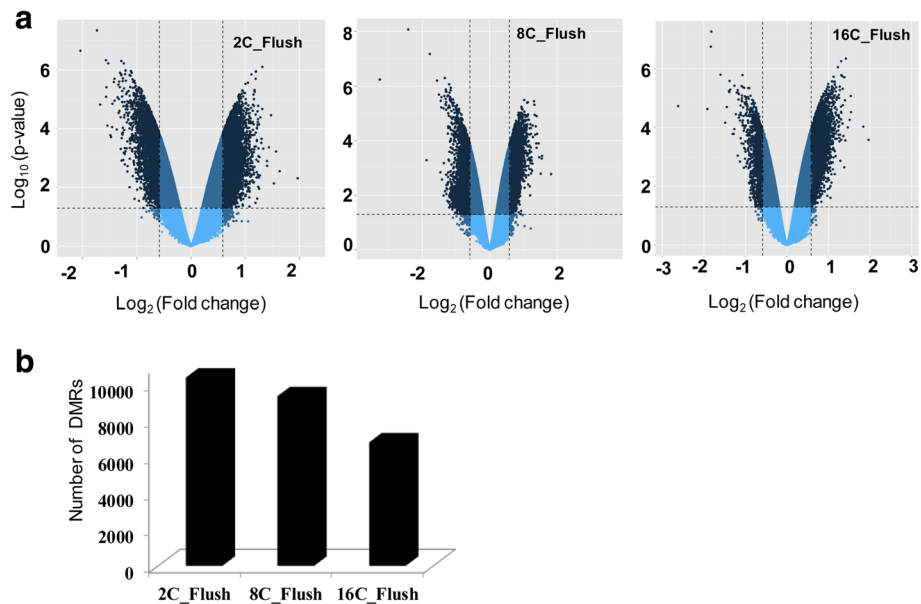 a
2C_Flush
8C_Flush
16C_Flush
Log10 (p-value)
6
4
2
0
8
6
4
2
0
6
4
2
0
-2 -1 0 1 2
-2 0 2
-3 -2 -1 0 1 2 3
Log2 (Fold change)
Log2 (Fold change)
Log2 (Fold change)
b
Number of DMRs
10000
8000
6000
4000
2000
0
2C_Flush 8C_Flush 16C_Flush